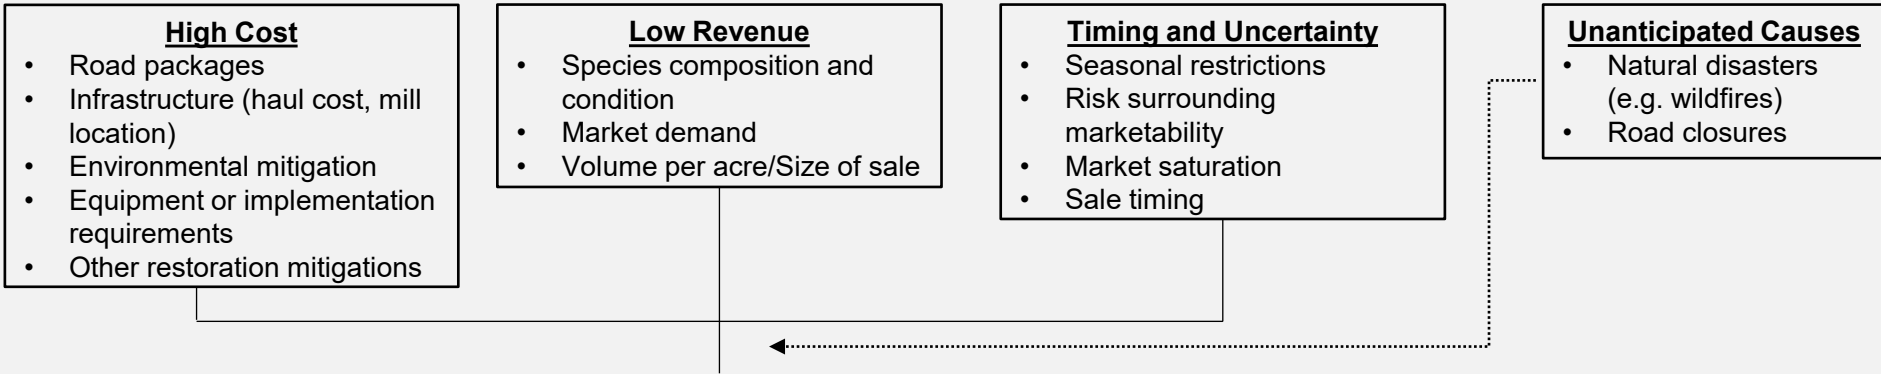 High Cost
• Road packages
• Infrastructure (haul cost, mill
location)
• Environmental mitigation
• Equipment or implementation
requirements
• Other restoration mitigations
Low Revenue
• Species composition and
condition
• Market demand
• Volume per acre/Size of sale
Timing and Uncertainty
• Seasonal restrictions
• Risk surrounding
marketability
• Market saturation
• Sale timing
Unanticipated Causes
• Natural disasters
(e.g. wildfires)
• Road closures